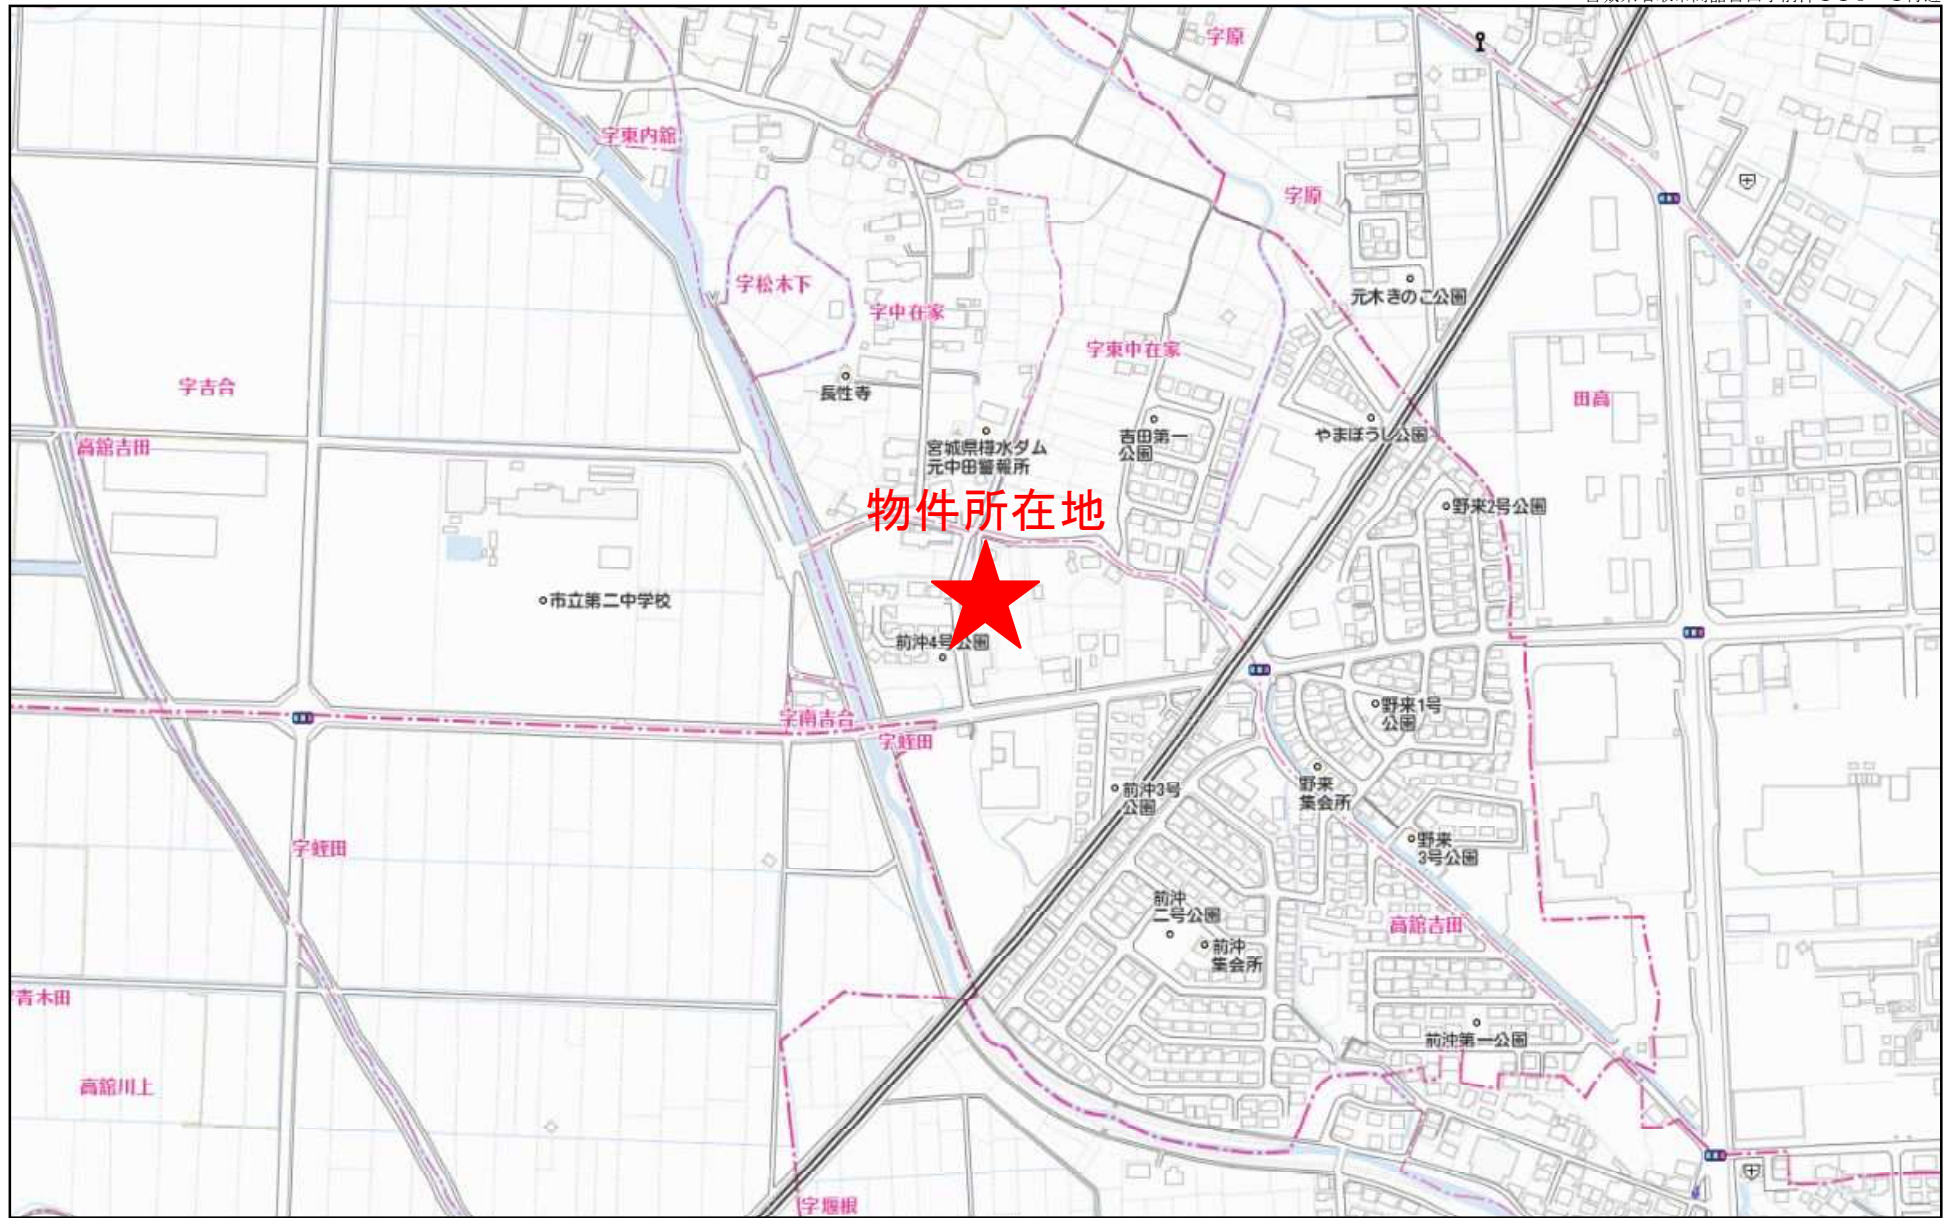 字原
字東内舘
字原
字松木下
元木きのこ公園
字中在家
字東中在家
字吉合
長性寺
田高
高舘吉田
宮城県樽水ダム
元中田警報所
吉田第一
公園
やまぼうし公園
物件所在地
野来2号公園
市立第二中学校
前沖4号公園
字南吉合
野来1号
公園
字蛭田
前沖3号
公園
野来
集会所
字蛭田
野来
3号公園
前沖
二号公園
高舘吉田
前沖
集会所
青木田
前沖第一公園
高舘川上
字堰根